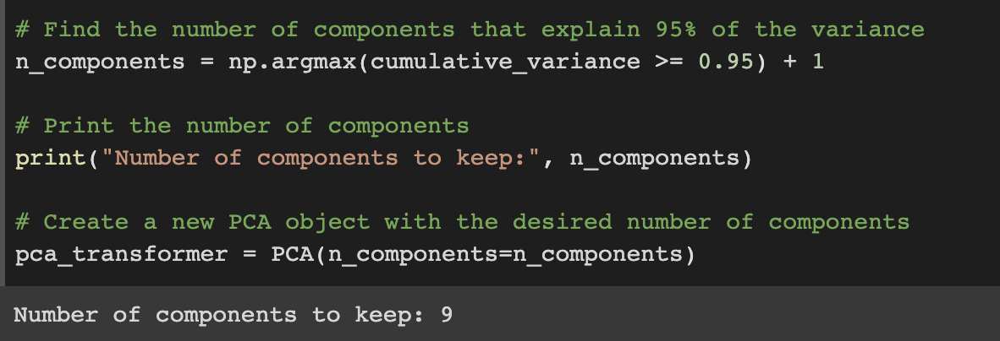 # Find the number of components that explain 95% of the variance
n_components = np.argmax(cumulative_variance >= 0.95) + 1
# Print the number of components
print("Number of components to keep:", n_components)
# Create a new PCA object with the desired number of components
pca_transformer = PCA(n_components=n_components)
Number of components to keep: 9